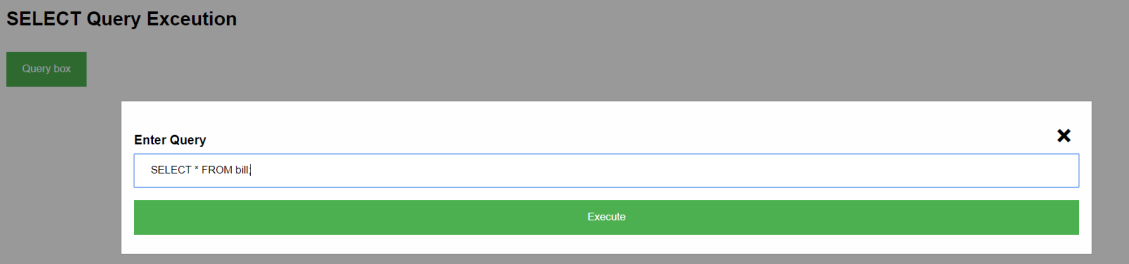 SELECT Query Exceution
Query box
Enter Query
SELECT * FROM bill;
Execute